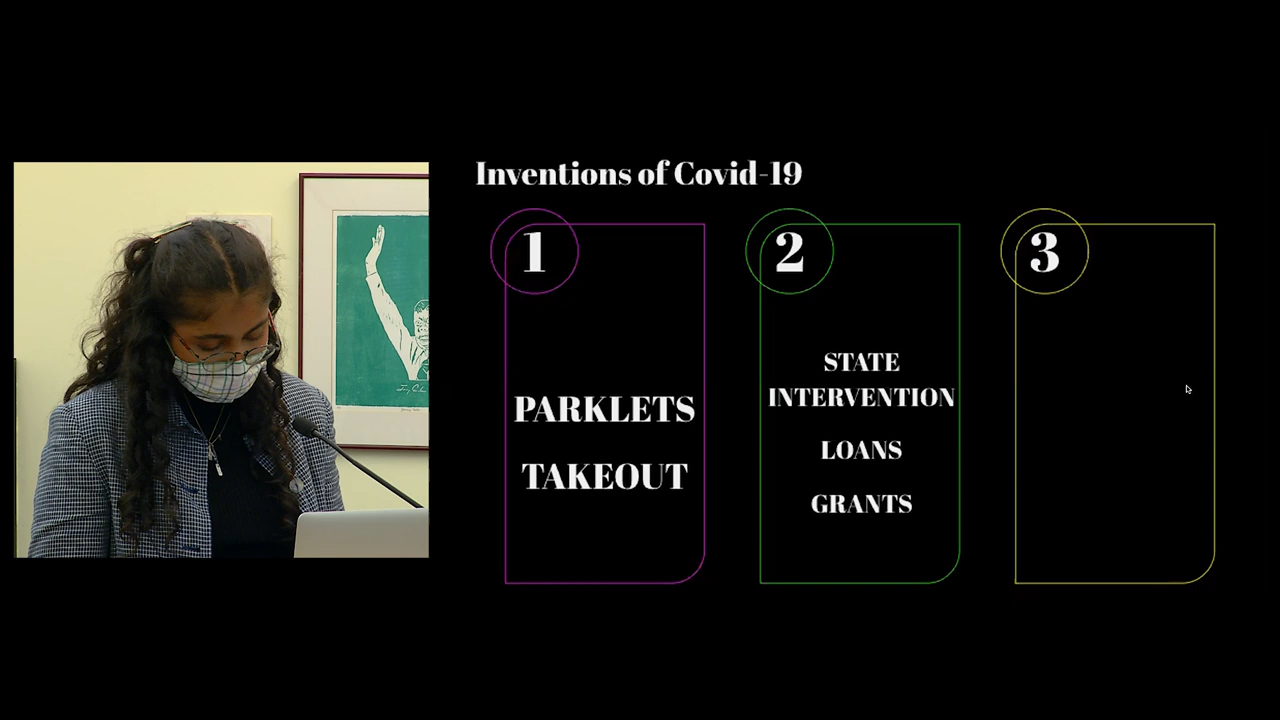 Inventions of Covid-19
1
PARKLETS
TAKEOUT
2
STATE
INTERVENTION
LOANS
GRANTS
3